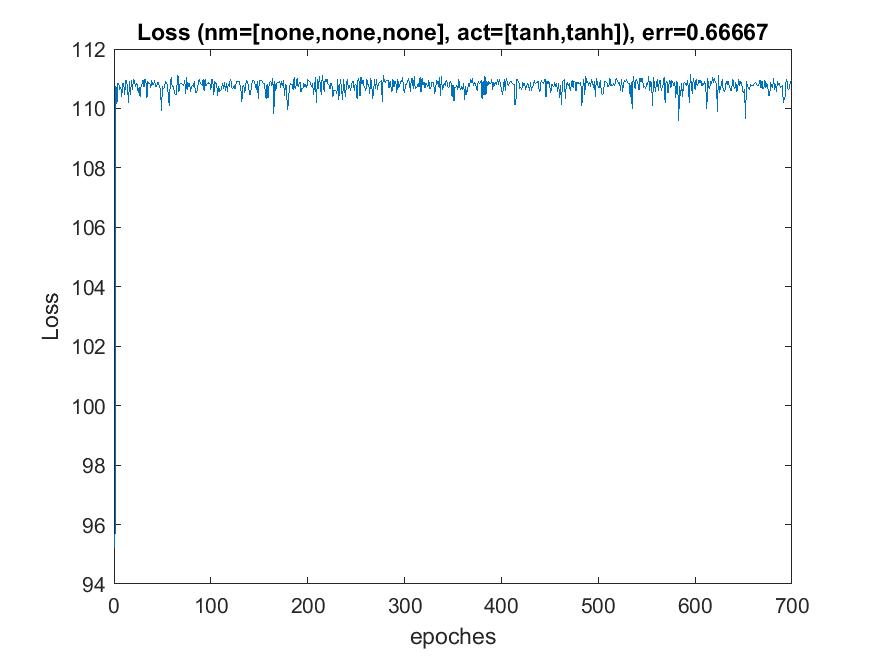 Loss (nm=[none,none,none], act=[tanh,tanh]), err=0.66667
112
110
108
106
104
102
100
98
96
94
Loss
0 100 200 300 400 500 600 700
epoches